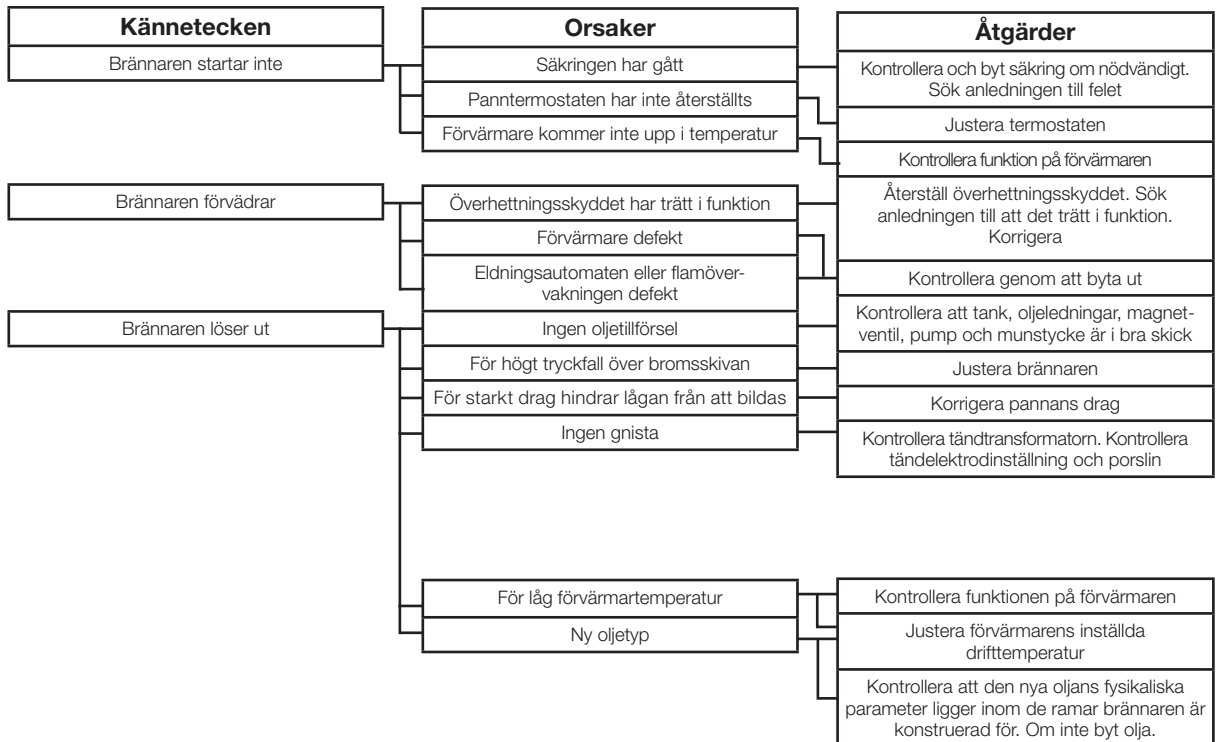 Kännetecken
Orsaker
Åtgärder
Brännaren startar inte
Säkringen har gått
Kontrollera och byt säkring om nödvändigt.
Sök anledningen till felet
Panntermostaten har inte återställts
Justera termostaten
Förvärmare kommer inte upp i temperatur
Kontrollera funktion på förvärmaren
Brännaren förvädrar
Överhettningsskyddet har trätt i funktion
Återställ överhettningsskyddet. Sök
anledningen till att det trätt i funktion.
Korrigera
Förvärmare defekt
Eldningsautomaten eller flamöver-
vakningen defekt
Kontrollera genom att byta ut
Brännaren löser ut
Ingen oljetillförsel
Kontrollera att tank, oljeledningar, magnet-
ventil, pump och munstycke är i bra skick
För högt tryckfall över bromsskivan
Justera brännaren
För starkt drag hindrar lågan från att bildas
Korrigera pannans drag
Ingen gnista
Kontrollera tändtransformatorn. Kontrollera
tändelektrodinställning och porslin
För låg förvärmartemperatur
Kontrollera funktionen på förvärmaren
Ny oljetyp
Justera förvärmarens inställda
drifttemperatur
Kontrollera att den nya oljans fysikaliska
parameter ligger inom de ramar brännaren är
konstruerad för. Om inte byt olja.